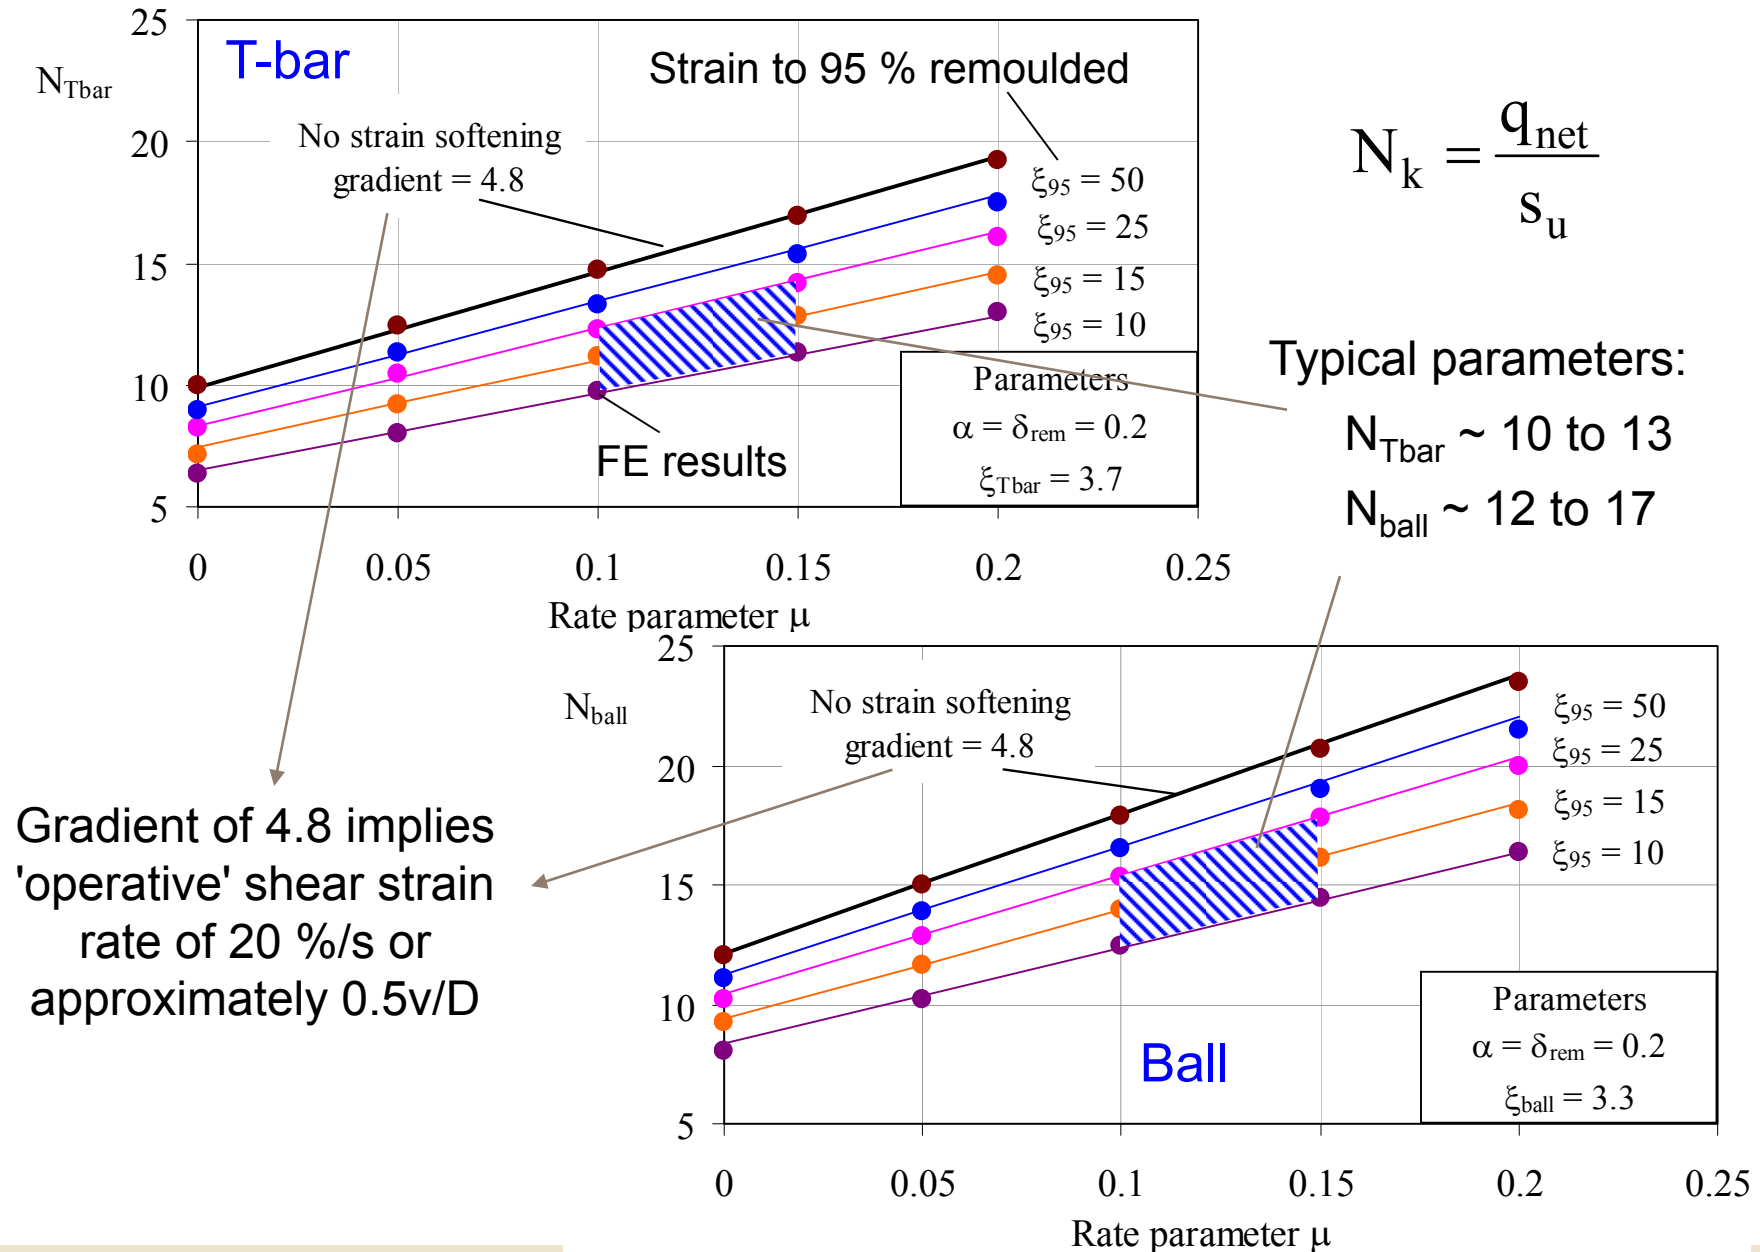 T-bar
N_Tbar
25
20
15
10
5
0
0.05
0.1
0.15
0.2
0.25
Rate parameter μ
No strain softening
gradient = 4.8
Strain to 95 % remoulded
ξ₉₅ = 50
ξ₉₅ = 25
ξ₉₅ = 15
ξ₉₅ = 10
FE results
Parameters
α = δ_rem = 0.2
ξ_Tbar = 3.7
N_k = q_net / s_u
Typical parameters:
N_Tbar ~ 10 to 13
N_ball ~ 12 to 17
Gradient of 4.8 implies
'operative' shear strain
rate of 20 %/s or
approximately 0.5v/D
N_ball
25
20
15
10
5
0
0.05
0.1
0.15
0.2
0.25
Rate parameter μ
No strain softening
gradient = 4.8
ξ₉₅ = 50
ξ₉₅ = 25
ξ₉₅ = 15
ξ₉₅ = 10
Ball
Parameters
α = δ_rem = 0.2
ξ_ball = 3.3